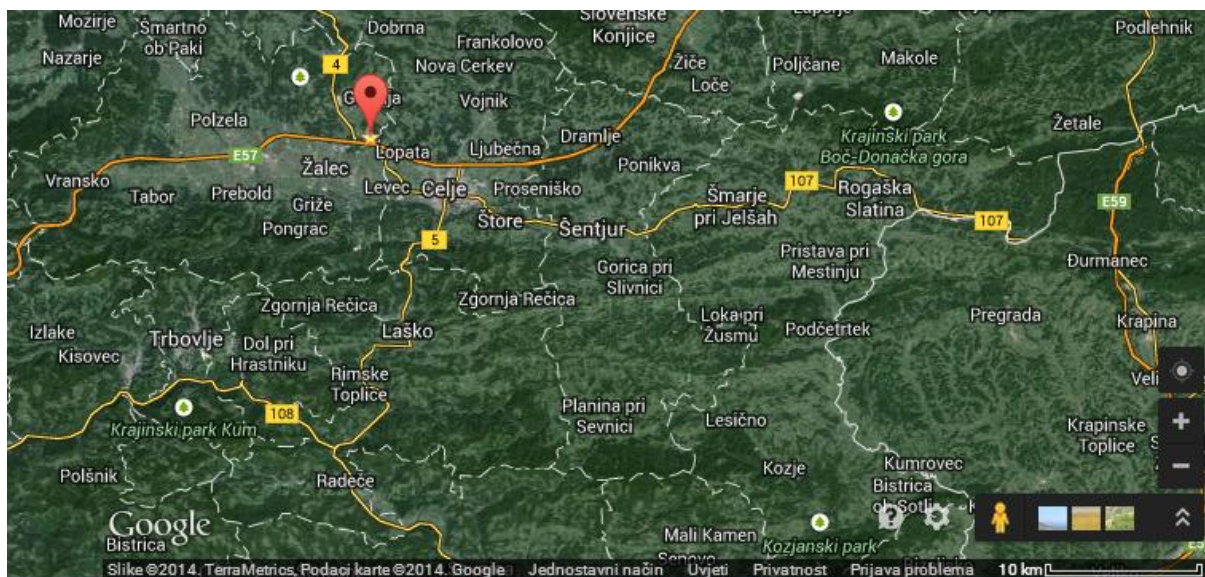 Mozirje
Šmartno
ob Paki
Nazarje
Dobrna
4
Frankolovo
Nova Cerkev
Slovenske
Konjice
Žiče
Loče
Poljčane
Makole
Podlehnik
Vojnik
Polzela
Krajinski park
Boč-Donačka gora
Žetale
E57
Lopata
Ljubečna
Dramlje
Ponikva
Vransko
Tabor
Prebold
Žalec
Griže
Pongrac
Levec
Celje
Proseniško
Štore
Šentjur
Šmarje
pri Jelšah
107
Rogaška
Slatina
107
E59
5
Gorica pri
Slivnici
Pristava pri
Mestinju
Đurmanec
Zgornja Rečica
Zgornja Rečica
Izlake
Kisovec
Trbovlje
Dol pri
Hrastniku
Laško
Loka pri
Žusmu
Podčetrtek
Pregrada
Krapina
Rimske
Toplice
Veli
108
Krajinski park Kum
Planina pri
Sevnici
Lesično
Krapinske
Toplice
Polšnik
Radeče
Kozje
Kumrovec
Bistrica
ob Sotli
Google
Bistrica
Mali Kamen
Senovo
Kozjanski park
Slike ©2014, TerraMetrics, Podaci karte ©2014, Google Jednostavni način Uvjeti Privatnost Prijava problema 10 km